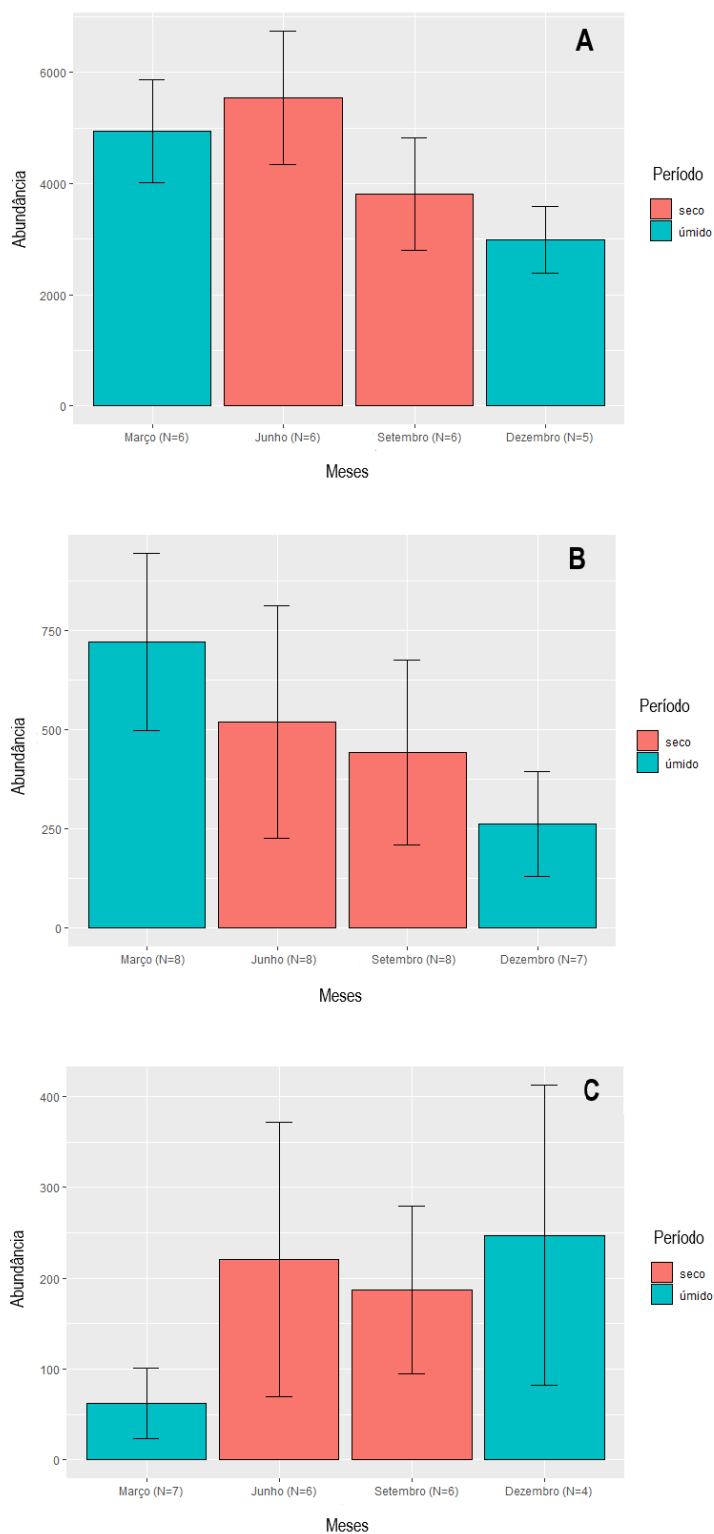 A
6000
4000
2000
0
Abundância
Março (N=6) Junho (N=6) Setembro (N=6) Dezembro (N=5)
Meses
Período
seco
úmido
B
750
500
250
0
Abundância
Março (N=8) Junho (N=8) Setembro (N=8) Dezembro (N=7)
Meses
Período
seco
úmido
C
400
300
200
100
0
Abundância
Março (N=7) Junho (N=6) Setembro (N=6) Dezembro (N=4)
Meses
Período
seco
úmido